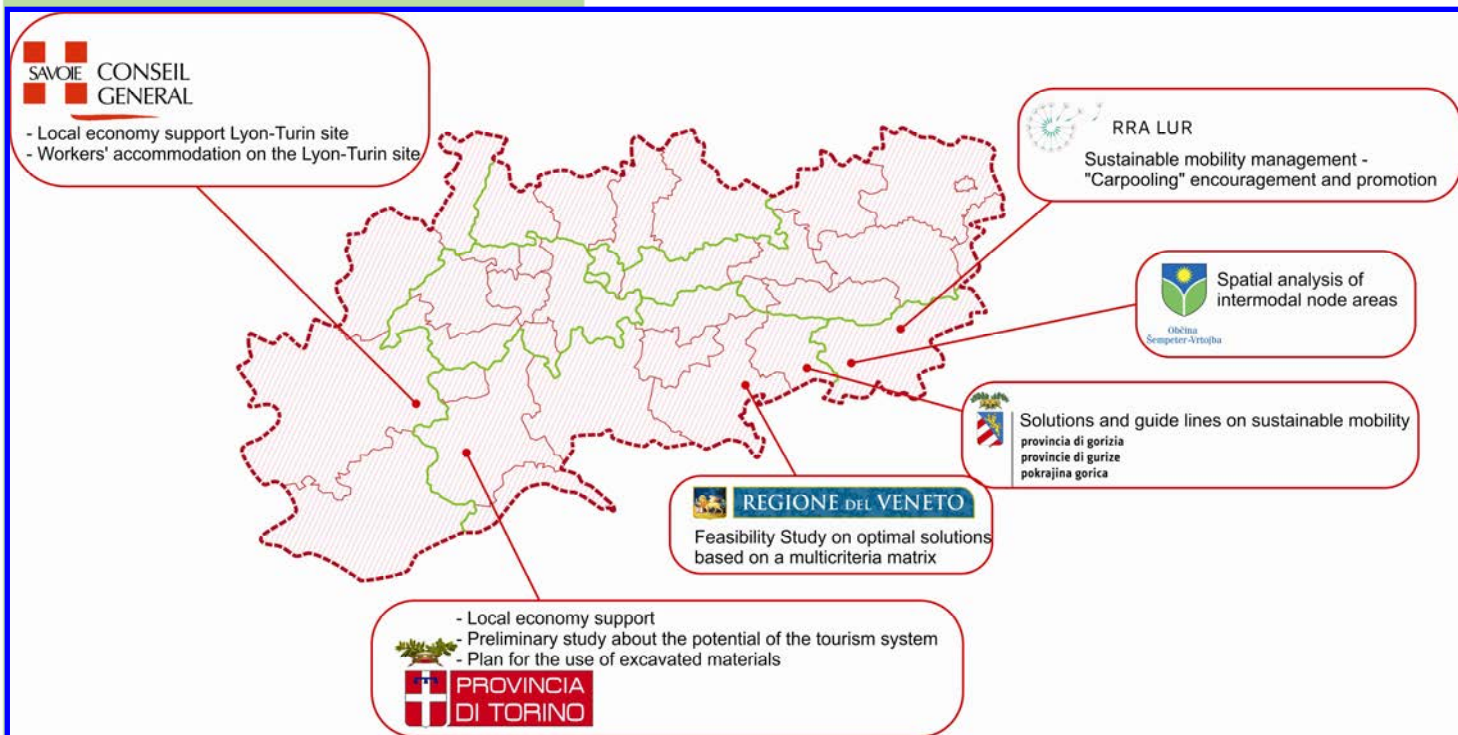 SAVOIE CONSEIL
GENERAL
- Local economy support Lyon-Turin site
- Workers' accommodation on the Lyon-Turin site
RRA LUR
Sustainable mobility management -
"Carpooling" encouragement and promotion
Spatial analysis of
intermodal node areas
Občina
Šempeter-Vrtojba
Solutions and guide lines on sustainable mobility
provincia di gorizia
provincie di gurize
pokrajina gorica
REGIONE DEL VENETO
Feasibility Study on optimal solutions
based on a multicriteria matrix
- Local economy support
- Preliminary study about the potential of the tourism system
- Plan for the use of excavated materials
PROVINCIA
DI TORINO